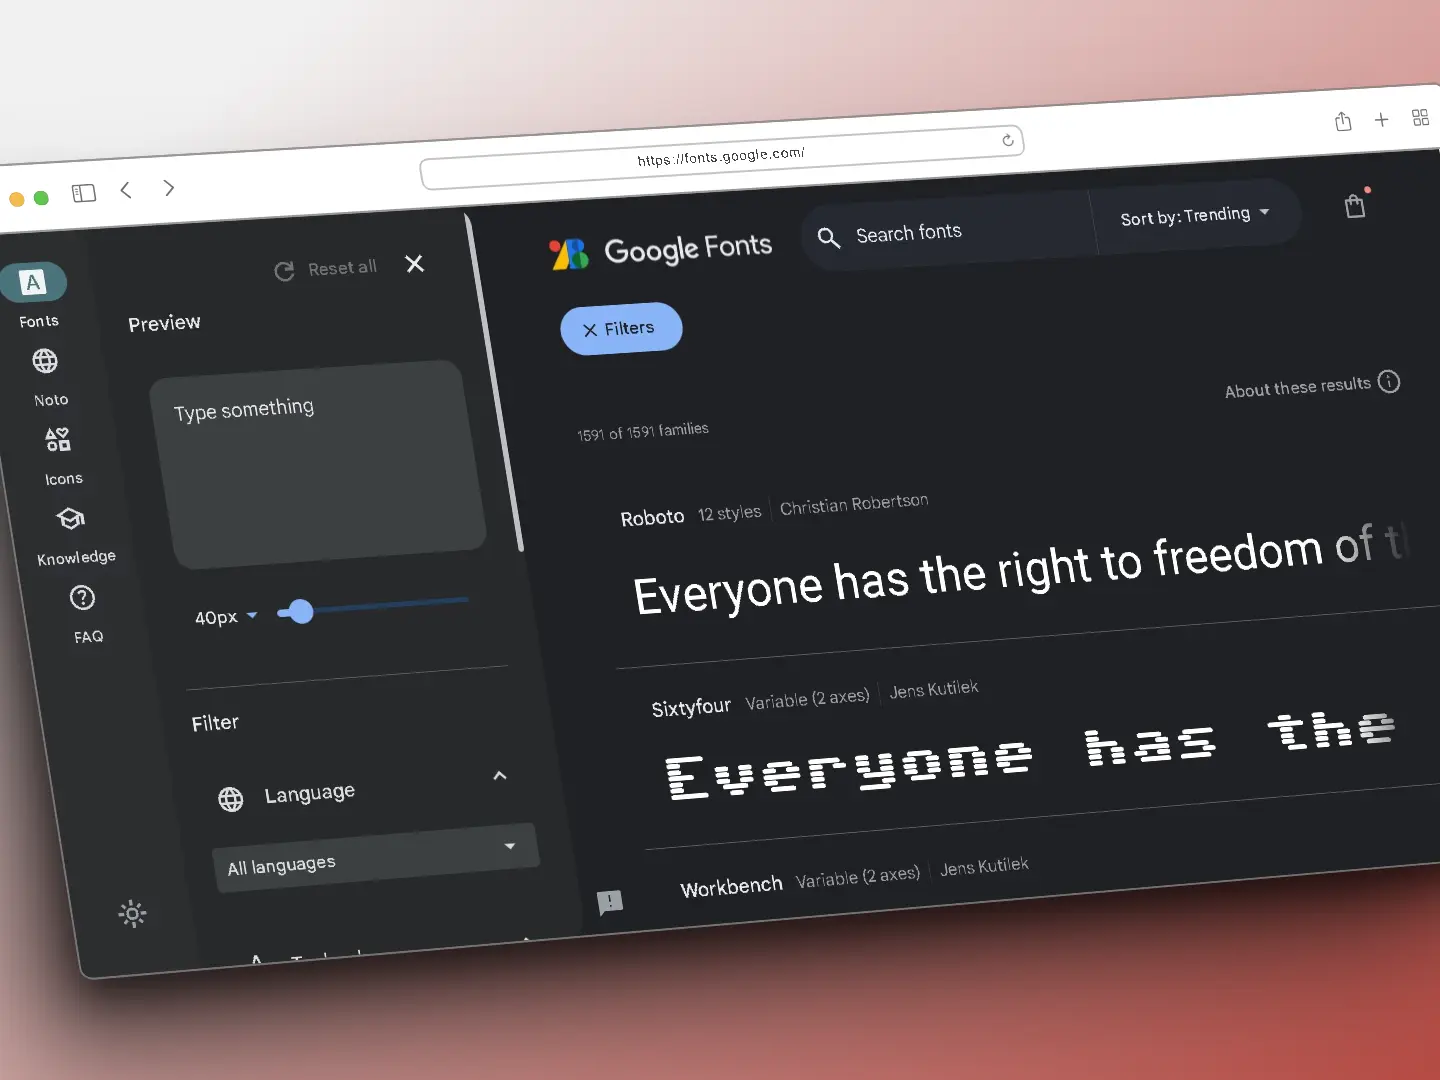 https://fonts.google.com/
A
Fonts
Noto
Icons
Knowledge
FAQ
Reset all
Preview
Type something
40px
Filter
Language
All languages
Google Fonts
Search fonts
Sort by: Trending
Filters
About these results
1591 of 1591 families
Roboto 12 styles Christian Robertson
Everyone has the right to freedom of
Sixtyfour Variable (2 axes) Jens Kutilek
Everyone has the
Workbench Variable (2 axes) Jens Kutilek